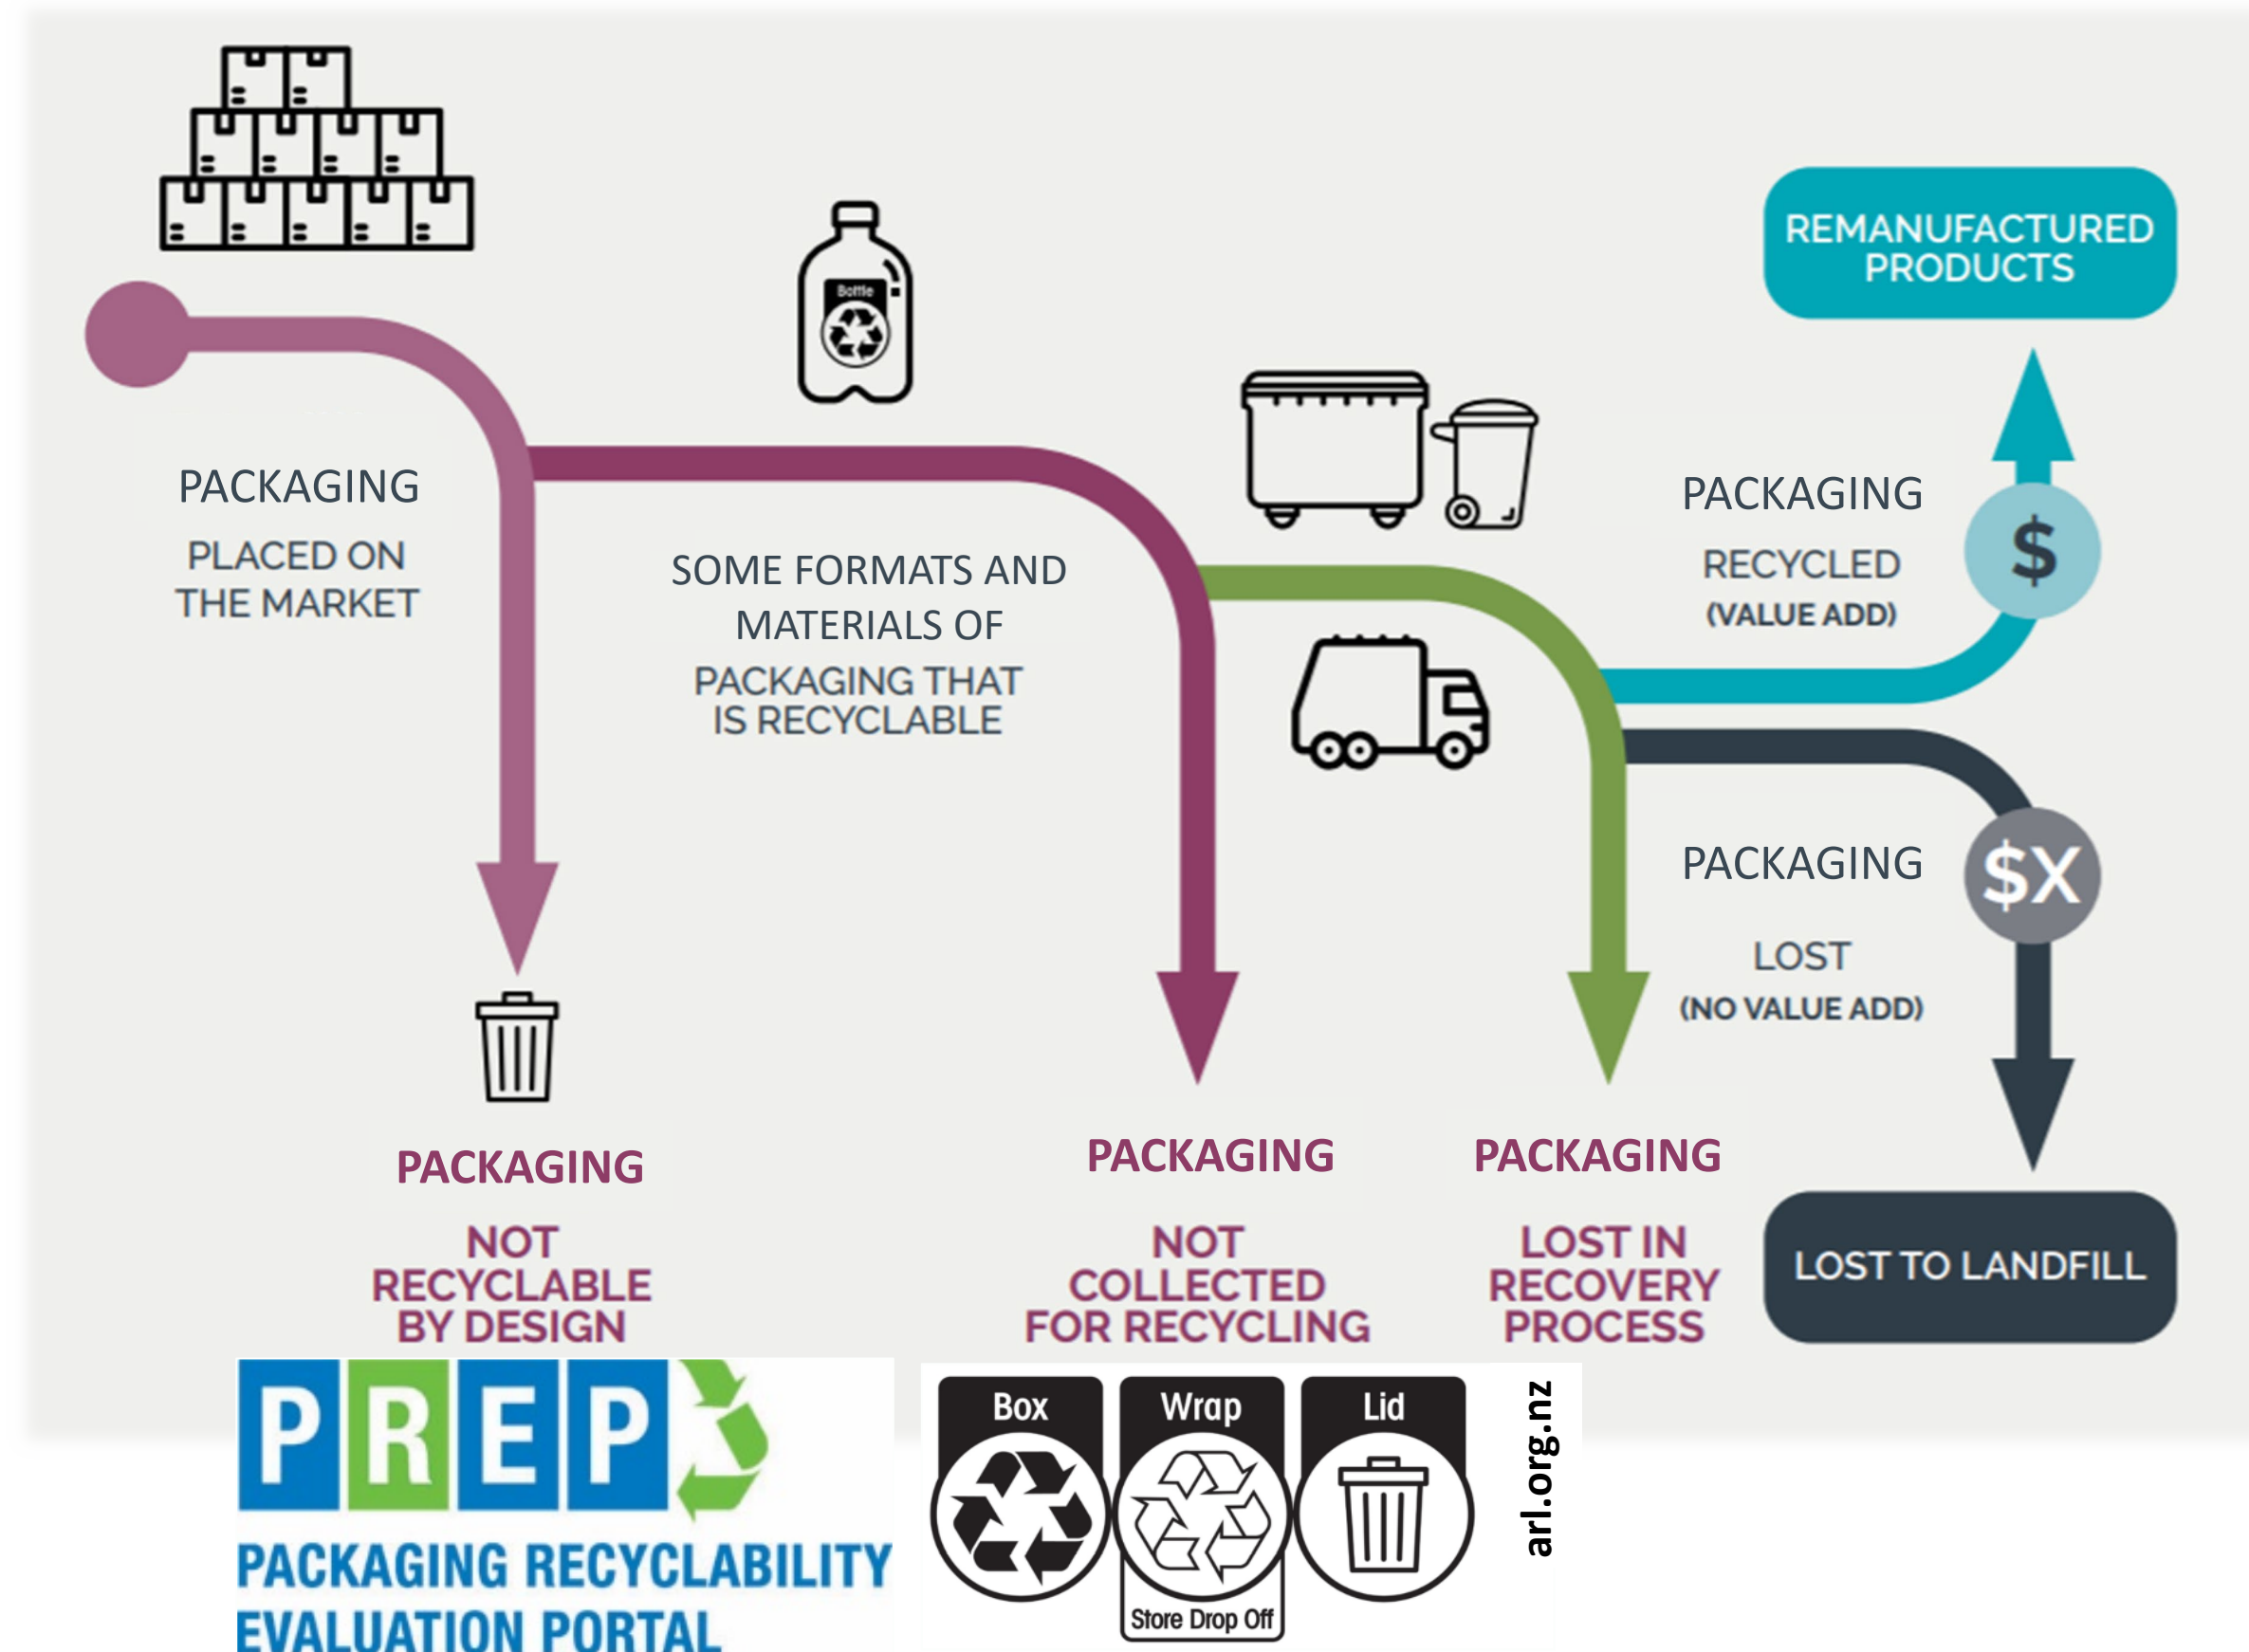 PACKAGING
PLACED ON
THE MARKET
Bottle
SOME FORMATS AND
MATERIALS OF
PACKAGING THAT
IS RECYCLABLE
REMANUFACTURED
PRODUCTS
PACKAGING
RECYCLED
(VALUE ADD)
$
PACKAGING
LOST
(NO VALUE ADD)
$X
PACKAGING
NOT
RECYCLABLE
BY DESIGN
PACKAGING
NOT
COLLECTED
FOR RECYCLING
PACKAGING
LOST IN
RECOVERY
PROCESS
LOST TO LANDFILL
PREP
PACKAGING RECYCLABILITY
EVALUATION PORTAL
Box
Wrap
Lid
Store Drop Off
arl.org.nz